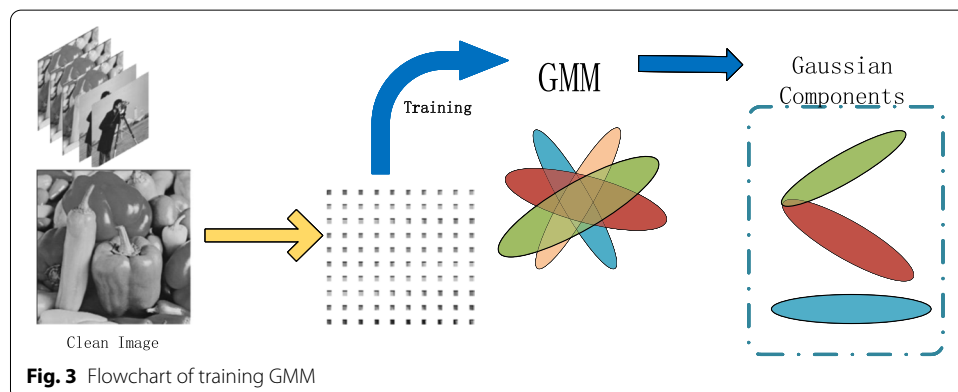 Training
GMM
Gaussian
Components
Clean Image
Fig. 3 Flowchart of training GMM